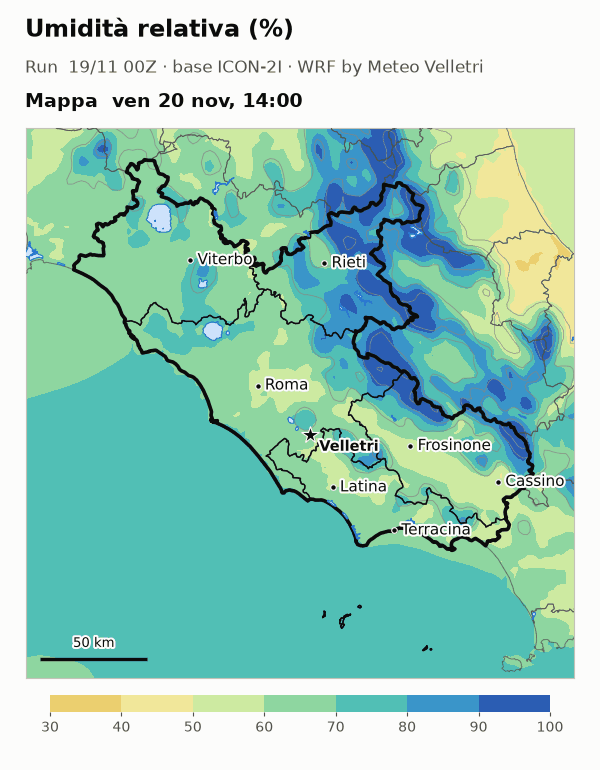 Umidità relativa (%)
Run  19/11 00Z · base ICON-2I · WRF by Meteo Velletri
Mappa  ven 20 nov, 14:00
Viterbo
Rieti
Roma
Velletri
Frosinone
Cassino
Latina
Terracina
50 km
30 40 50 60 70 80 90 100